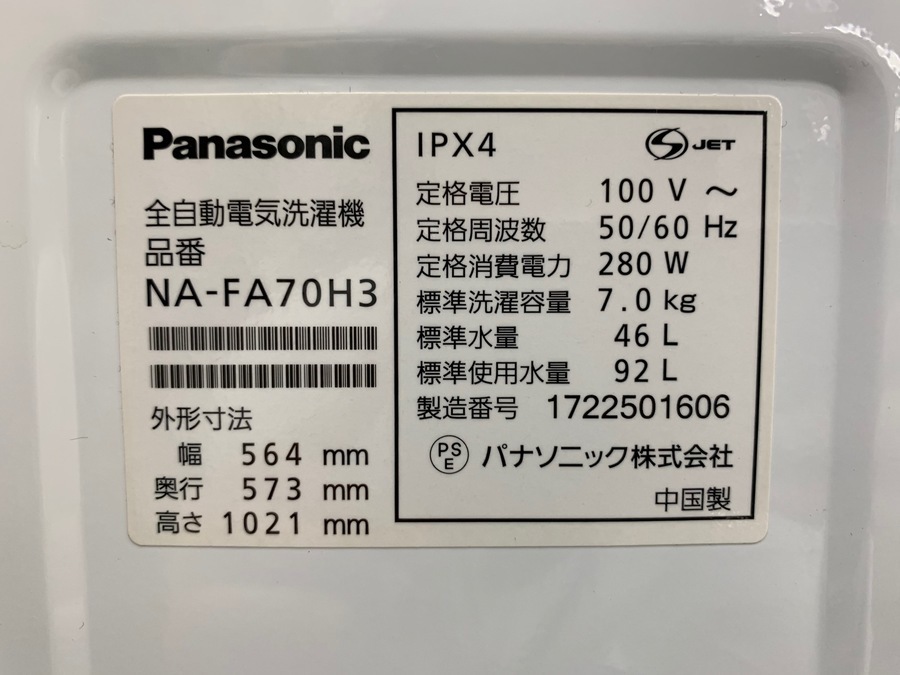 Panasonic
全自動電気洗濯機
品番
NA-FA70H3
外形寸法
幅 564 mm
奥行 573 mm
高さ 1021 mm
IPX4
S JET
定格電圧 100 V ～
定格周波数 50/60 Hz
定格消費電力 280 W
標準洗濯容量 7.0 kg
標準水量 46 L
標準使用水量 92 L
製造番号 1722501606
PS
E
パナソニック株式会社
中国製